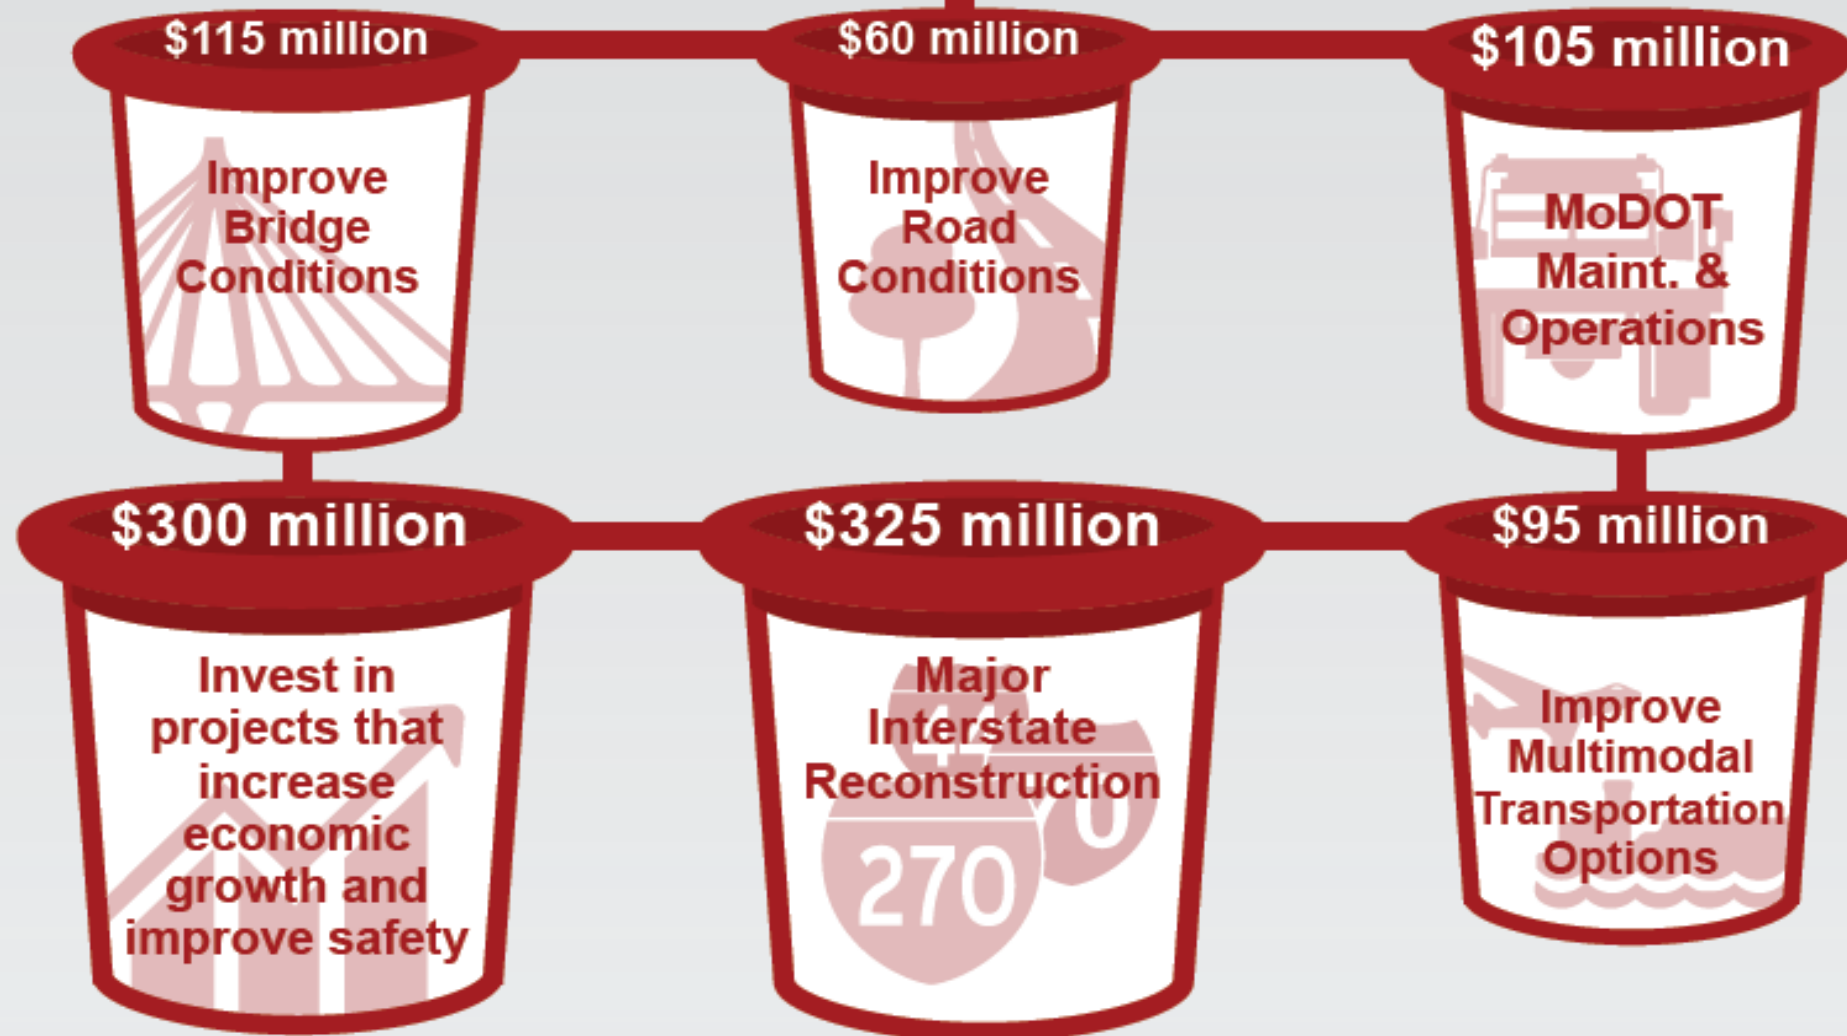 $115 million
$60 million
$105 million
Improve
Bridge
Conditions
Improve
Road
Conditions
MoDOT
Maint. &
Operations
$300 million
$325 million
$95 million
Invest in
projects that
increase
economic
growth and
improve safety
Major
Interstate
Reconstruction
44
0
270
Improve
Multimodal
Transportation
Options